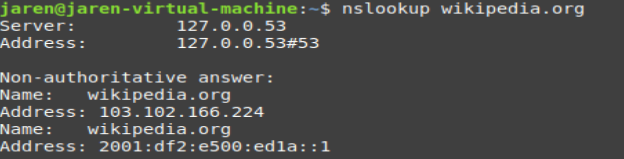 jaren@jaren-virtual-machine:~$ nslookup wikipedia.org
Server:         127.0.0.53
Address:        127.0.0.53#53

Non-authoritative answer:
Name:   wikipedia.org
Address: 103.102.166.224
Name:   wikipedia.org
Address: 2001:df2:e500:ed1a::1